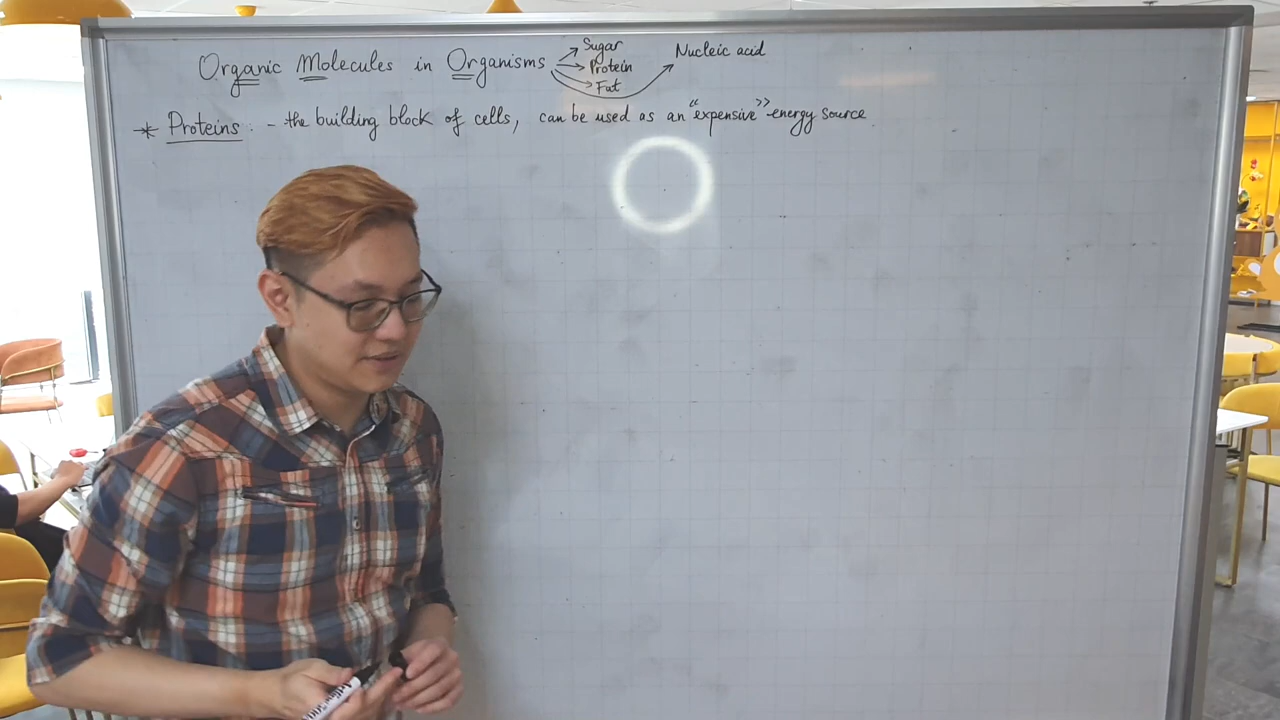 Organic Molecules in Organisms
Sugar
Protein
Fat
Nucleic acid
* Proteins: - the building block of cells, can be used as an "expensive" energy source